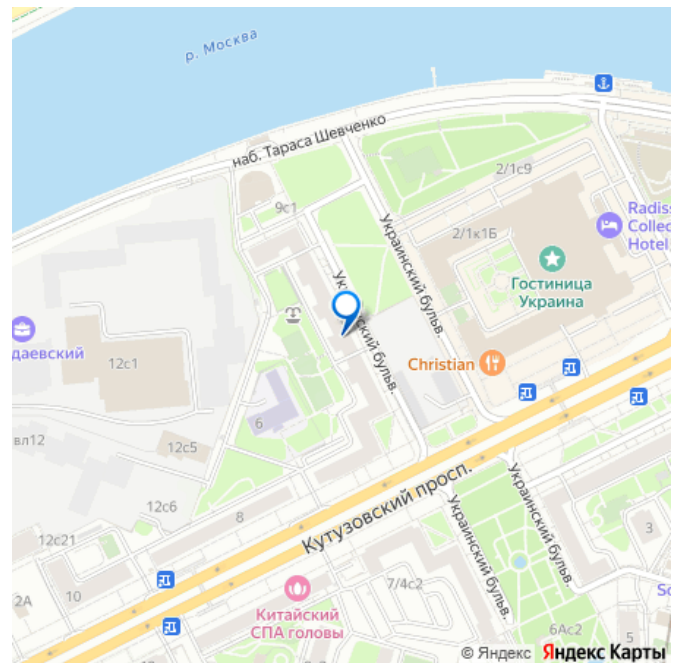 р. Москва
наб. Тараса Шевченко
2/1с9
9с1
Украинский бульв.
2/1к1Б
Radiss
Collec
Hotel
Гостиница
Украина
Украинский бульв.
даевский
12с1
Christian
6
вл12
12с5
12с6
8
Кутузовский просп.
Украинский бульв.
Украинский бульв.
12с21
3
10
2А
7/4с2
Китайский
СПА головы
6Ас2
5
Sc
© Яндекс Яндекс Карты